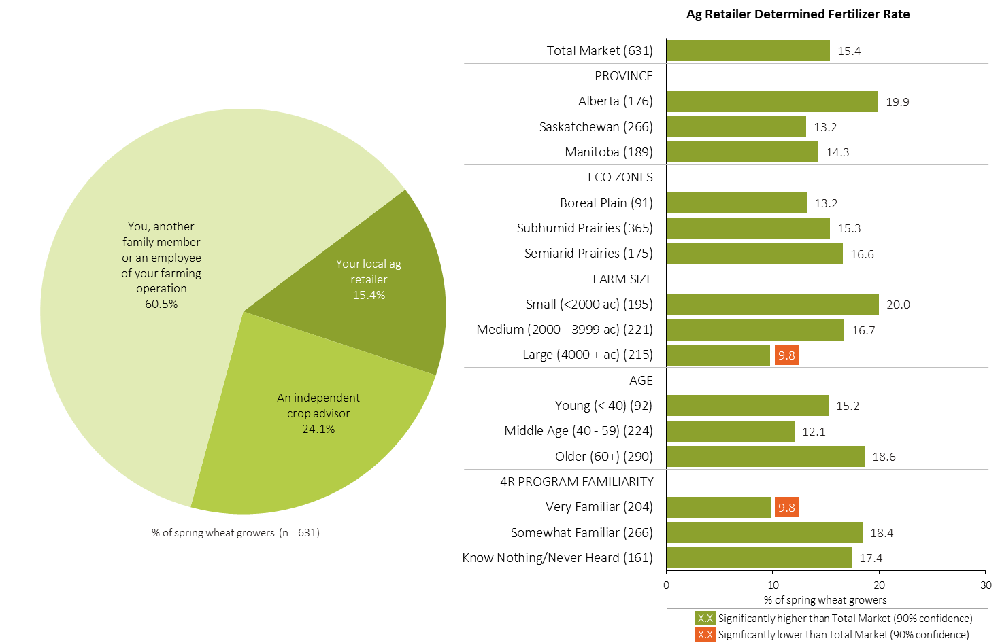 You, another
family member
or an employee
of your farming
operation
60.5%
Your local ag
retailer
15.4%
An independent
crop advisor
24.1%
% of spring wheat growers (n = 631)
Ag Retailer Determined Fertilizer Rate
Total Market (631) 15.4
PROVINCE
Alberta (176) 19.9
Saskatchewan (266) 13.2
Manitoba (189) 14.3
ECO ZONES
Boreal Plain (91) 13.2
Subhumid Prairies (365) 15.3
Semiarid Prairies (175) 16.6
FARM SIZE
Small (<2000 ac) (195) 20.0
Medium (2000 - 3999 ac) (221) 16.7
Large (4000 + ac) (215) 9.8
AGE
Young (< 40) (92) 15.2
Middle Age (40 - 59) (224) 12.1
Older (60+) (290) 18.6
4R PROGRAM FAMILIARITY
Very Familiar (204) 9.8
Somewhat Familiar (266) 18.4
Know Nothing/Never Heard (161) 17.4
0 10 20 30
% of spring wheat growers
X.X Significantly higher than Total Market (90% confidence)
X.X Significantly lower than Total Market (90% confidence)